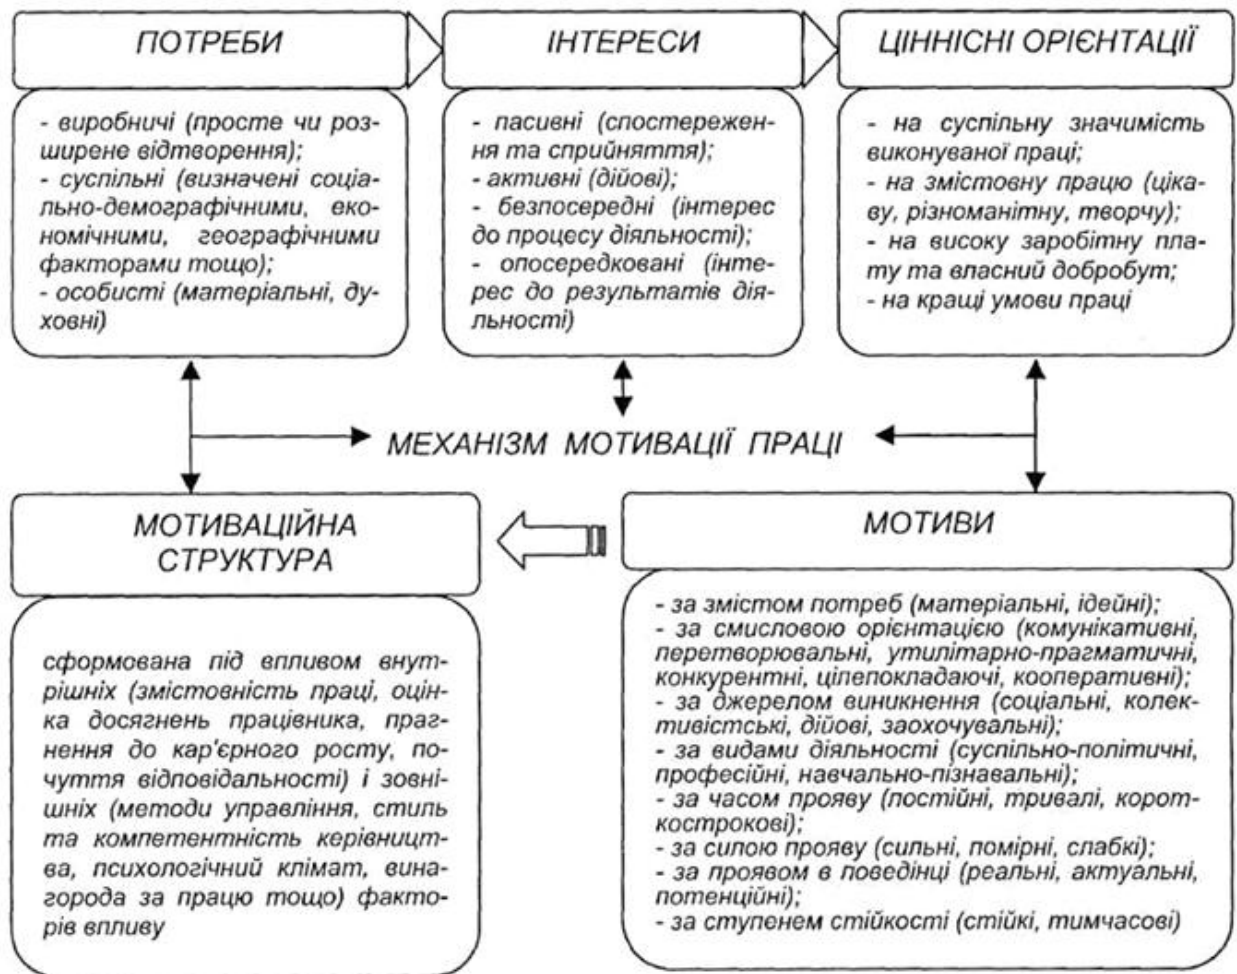 ПОТРЕБИ
- виробничі (просте чи роз-
ширене відтворення);
- суспільні (визначені соціа-
льно-демографічними, еко-
номічними, географічними
факторами тощо);
- особисті (матеріальні, ду-
ховні)
ІНТЕРЕСИ
- пасивні (спостережен-
ня та сприйняття);
- активні (дійові);
- безпосередні (інтерес
до процесу діяльності);
- опосередковані (інте-
рес до результатів дія-
льності)
ЦІННІСНІ ОРІЄНТАЦІЇ
- на суспільну значимість
виконуваної праці;
- на змістовну працю (ціка-
ву, різноманітну, творчу);
- на високу заробітну пла-
ту та власний добробут;
- на кращі умови праці
МЕХАНІЗМ МОТИВАЦІЇ ПРАЦІ
МОТИВАЦІЙНА
СТРУКТУРА
сформована під впливом внут-
рішніх (змістовність праці, оцін-
ка досягнень працівника, праг-
нення до кар'єрного росту, по-
чуття відповідальності) і зовні-
шніх (методи управління, стиль
та компетентність керівницт-
ва, психологічний клімат, вина-
города за працю тощо) факто-
рів впливу
МОТИВИ
- за змістом потреб (матеріальні, ідейні);
- за смисловою орієнтацією (комунікативні,
перетворювальні, утилітарно-прагматичні,
конкурентні, цілепокладаючі, кооперативні);
- за джерелом виникнення (соціальні, колек-
тивістські, дійові, заохочувальні);
- за видами діяльності (суспільно-політичні,
професійні, навчально-пізнавальні);
- за часом прояву (постійні, тривалі, корот-
кострокові);
- за силою прояву (сильні, помірні, слабкі);
- за проявом в поведінці (реальні, актуальні,
потенційні);
- за ступенем стійкості (стійкі, тимчасові)